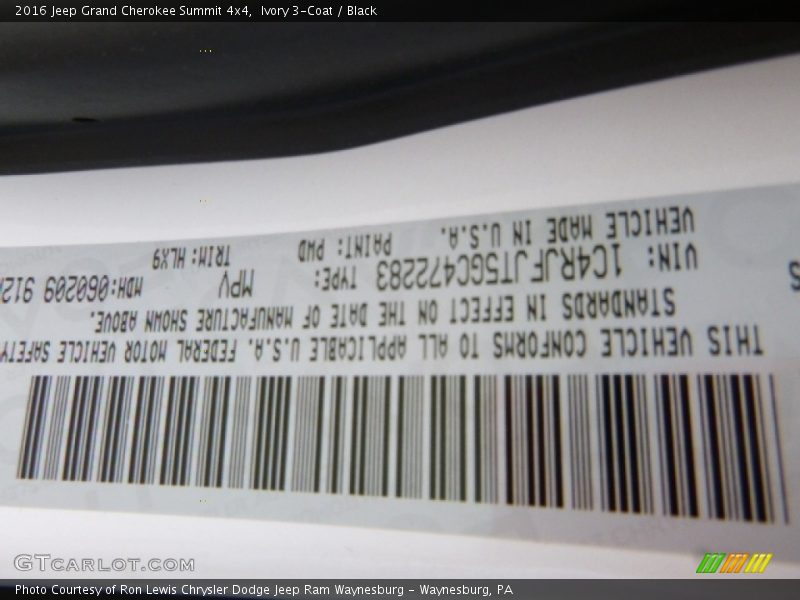 2016 Jeep Grand Cherokee Summit 4x4, Ivory 3-Coat / Black
THIS VEHICLE CONFORMS TO ALL APPLICABLE U.S.A. FEDERAL MOTOR VEHICLE SAFETY
STANDARDS IN EFFECT ON THE DATE OF MANUFACTURE SHOWN ABOVE.
VIN: 1C4RJFJT5GC472283 TYPE: MPV MDH:060209
VEHICLE MADE IN U.S.A. PAINT: PWD TRIM: HLX9
GTCARLOT.COM
Photo Courtesy of Ron Lewis Chrysler Dodge Jeep Ram Waynesburg - Waynesburg, PA